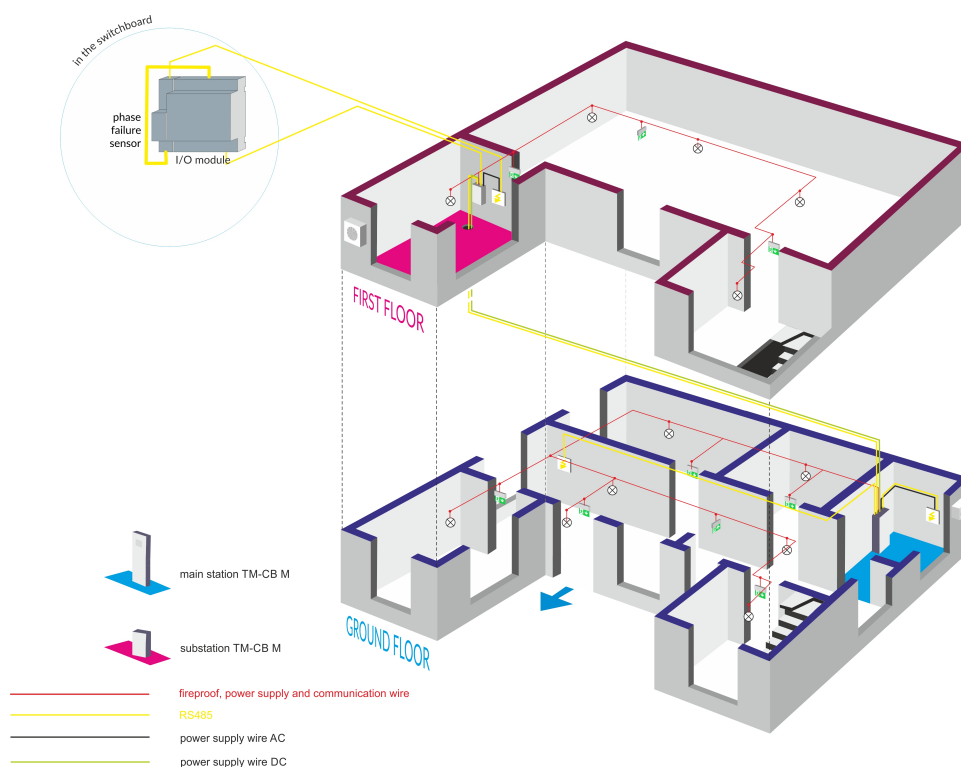 in the switchboard
phase
failure
sensor
I/O module
FIRST FLOOR
GROUND FLOOR
main station TM-CB M
substation TM-CB M
fireproof, power supply and communication wire
RS485
power supply wire AC
power supply wire DC